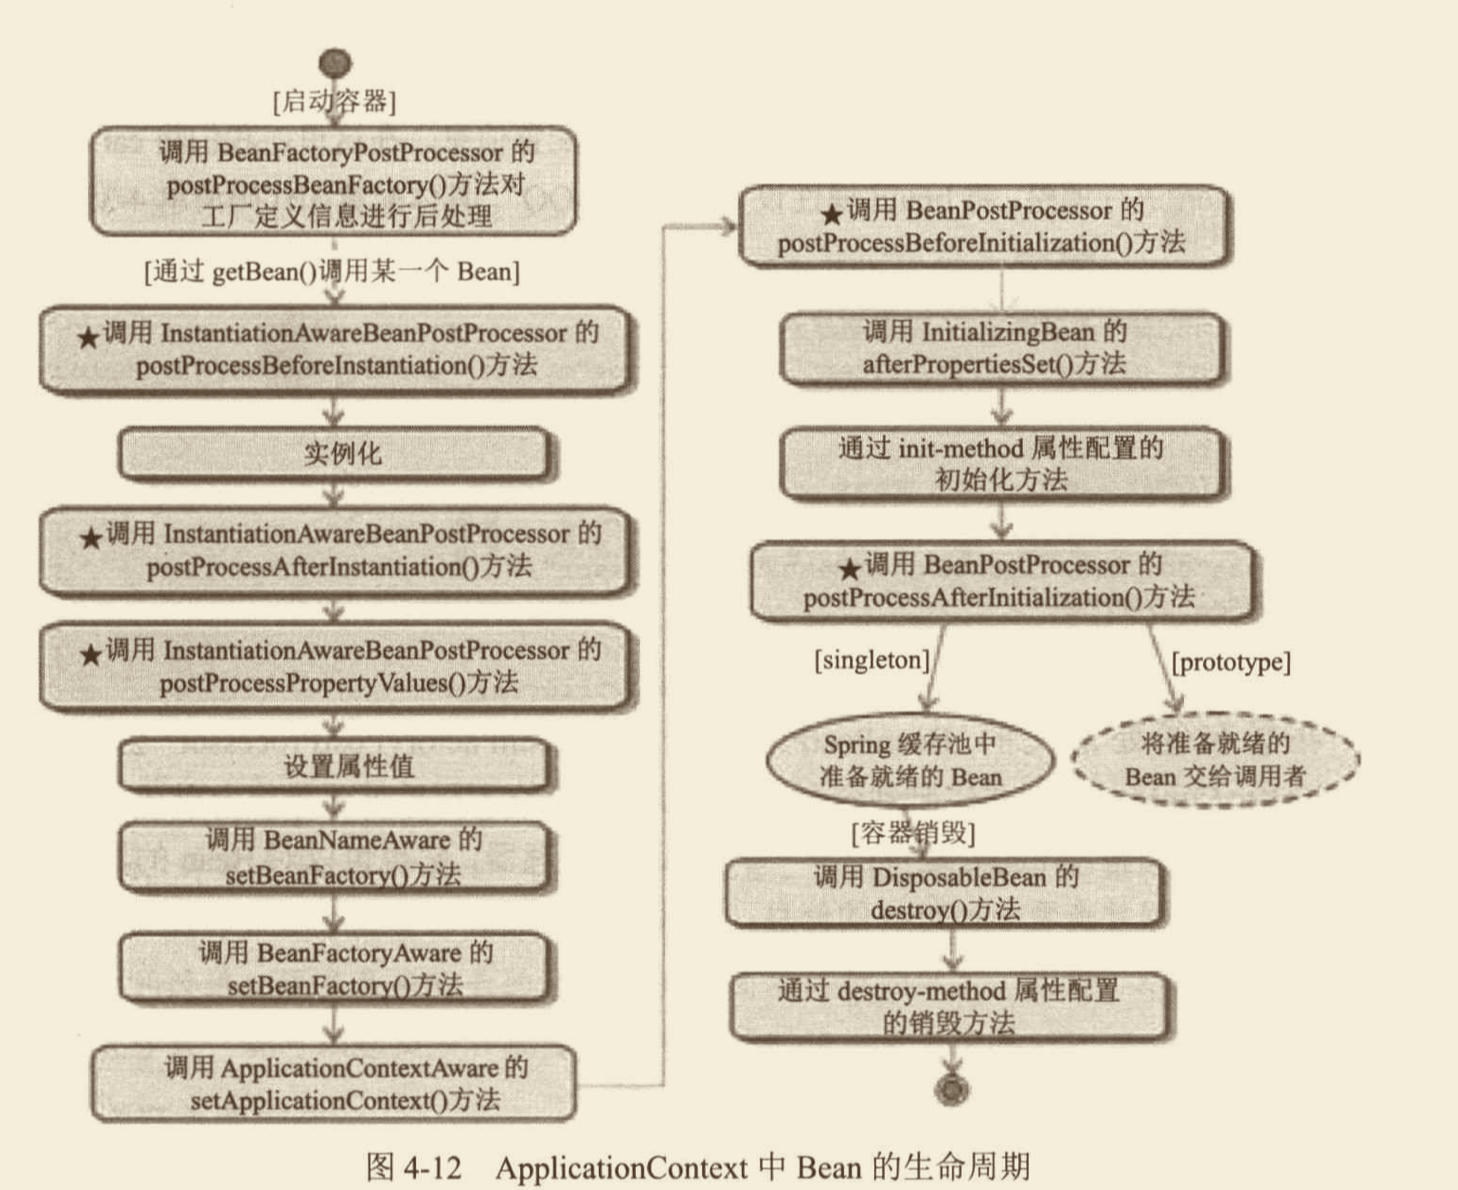 [启动容器]
调用 BeanFactoryPostProcessor 的
postProcessBeanFactory()方法对
工厂定义信息进行后处理
[通过 getBean()调用某一个 Bean]
★调用 InstantiationAwareBeanPostProcessor 的
postProcessBeforeInstantiation()方法
实例化
★调用 InstantiationAwareBeanPostProcessor 的
postProcessAfterInstantiation()方法
★调用 InstantiationAwareBeanPostProcessor 的
postProcessPropertyValues()方法
设置属性值
调用 BeanNameAware 的
setBeanFactory()方法
调用 BeanFactoryAware 的
setBeanFactory()方法
调用 ApplicationContextAware 的
setApplicationContext()方法
★调用 BeanPostProcessor 的
postProcessBeforeInitialization()方法
调用 InitializingBean 的
afterPropertiesSet()方法
通过 init-method 属性配置的
初始化方法
★调用 BeanPostProcessor 的
postProcessAfterInitialization()方法
[singleton]
[prototype]
Spring 缓存池中
准备就绪的 Bean
将准备就绪的
Bean 交给调用者
[容器销毁]
调用 DisposableBean 的
destroy()方法
通过 destroy-method 属性配置
的销毁方法
图 4-12 ApplicationContext 中 Bean 的生命周期